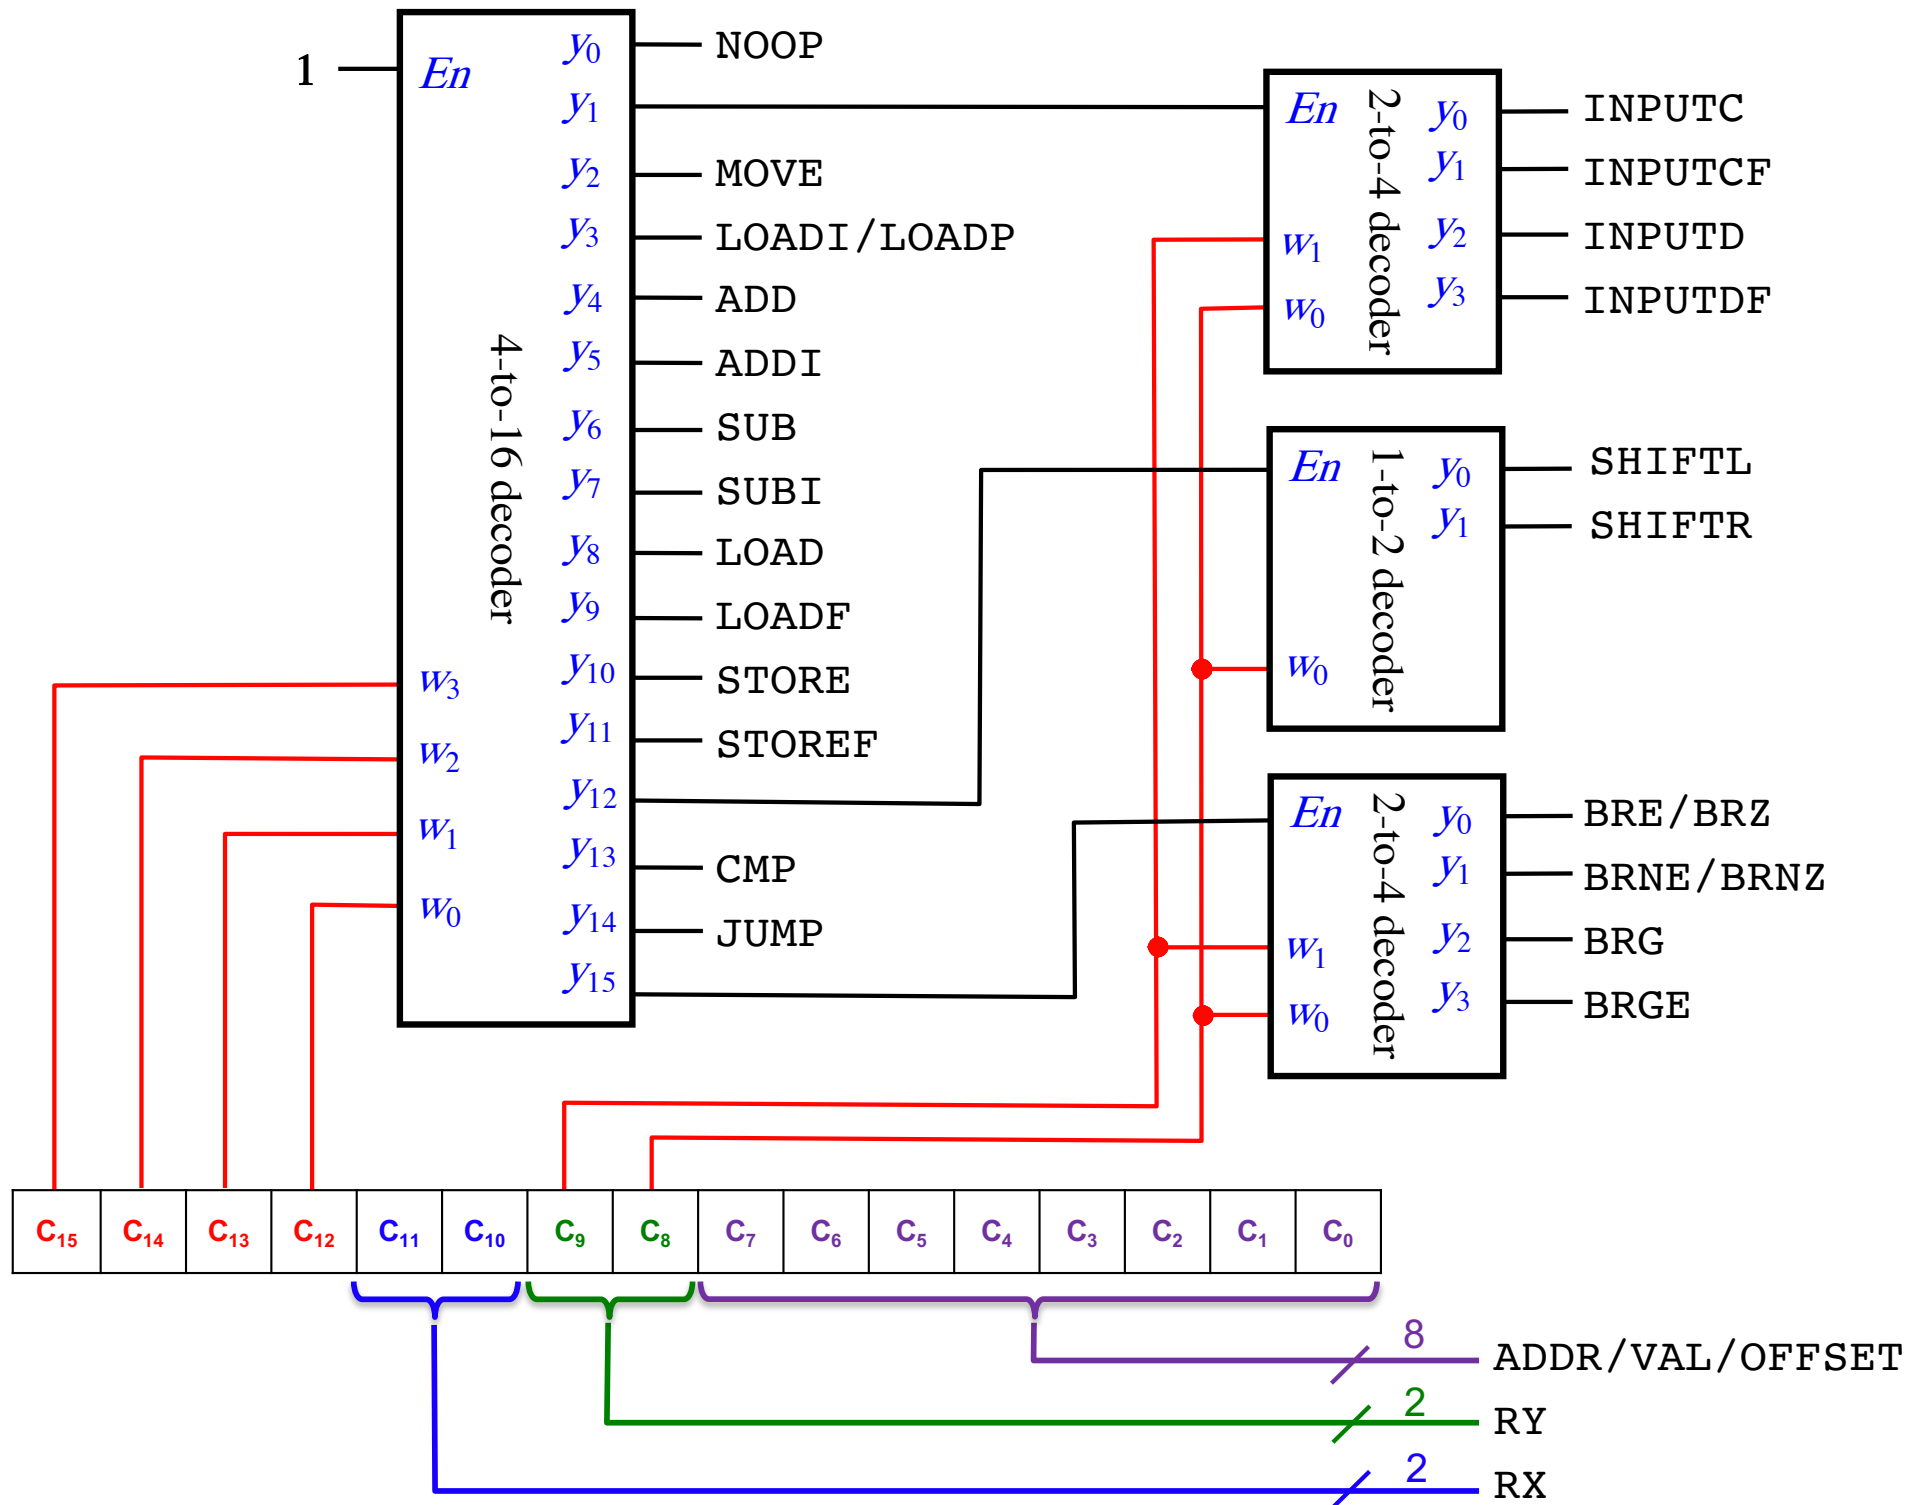 1
En
4-to-16 decoder
w3
w2
w1
w0
y0 NOOP
y1
y2 MOVE
y3 LOADI/LOADP
y4 ADD
y5 ADDI
y6 SUB
y7 SUBI
y8 LOAD
y9 LOADF
y10 STORE
y11 STOREF
y12
y13 CMP
y14 JUMP
y15
En
2-to-4 decoder
w1
w0
y0 INPUTC
y1 INPUTCF
y2 INPUTD
y3 INPUTDF
En
1-to-2 decoder
w0
y0 SHIFTL
y1 SHIFTR
En
2-to-4 decoder
w1
w0
y0 BRE/BRZ
y1 BRNE/BRNZ
y2 BRG
y3 BRGE
C15 C14 C13 C12 C11 C10 C9 C8 C7 C6 C5 C4 C3 C2 C1 C0
8 ADDR/VAL/OFFSET
2 RY
2 RX